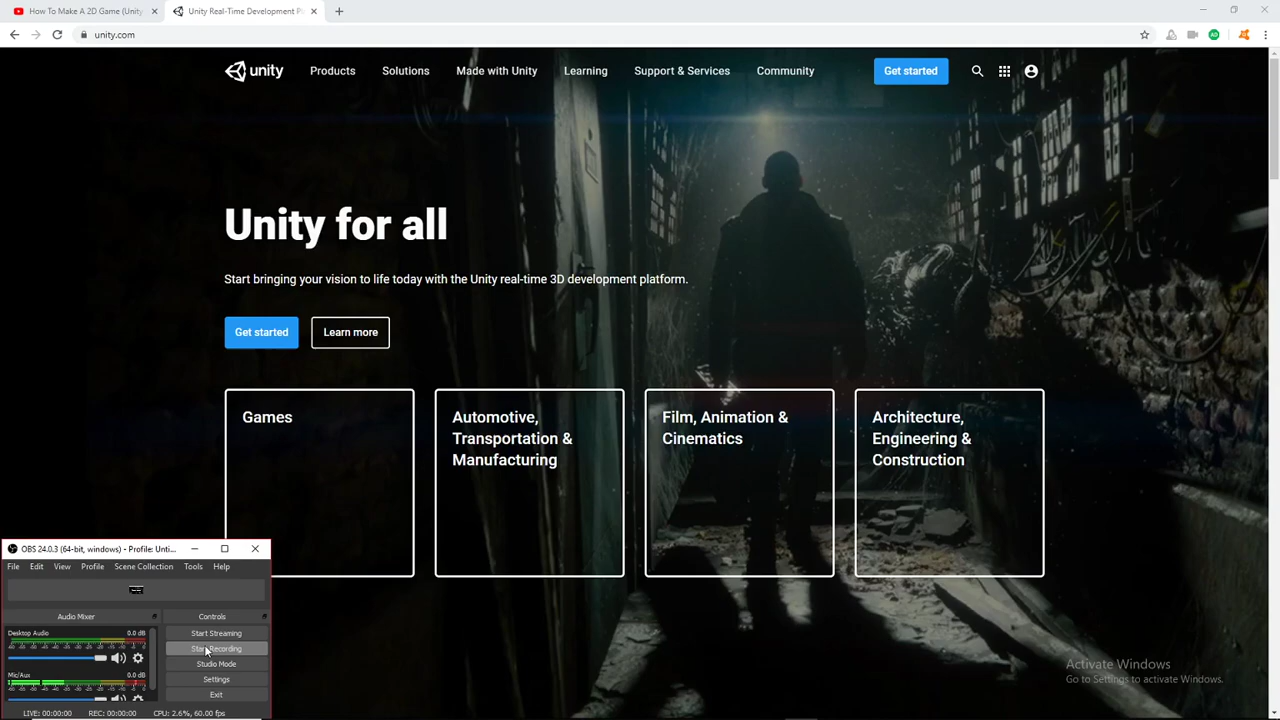 How To Make A 2D Game (Unity
Unity Real-Time Development Pl
unity.com
unity
Products
Solutions
Made with Unity
Learning
Support & Services
Community
Get started
Unity for all
Start bringing your vision to life today with the Unity real-time 3D development platform.
Get started
Learn more
Games
Automotive,
Transportation &
Manufacturing
Film, Animation &
Cinematics
Architecture,
Engineering &
Construction
OBS 24.0.3 (64-bit, windows) - Profile: Unti...
File
Edit
View
Profile
Scene Collection
Tools
Help
Audio Mixer
Controls
Desktop Audio
0.0 dB
Mic/Aux
0.0 dB
Start Streaming
Start Recording
Studio Mode
Settings
Exit
LIVE: 00:00:00
REC: 00:00:00
CPU: 2.6%, 60.00 fps
Activate Windows
Go to Settings to activate Windows.